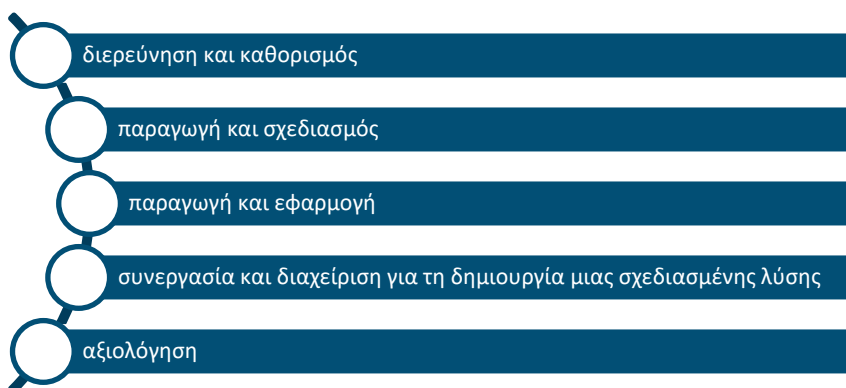 διερεύνηση και καθορισμός
παραγωγή και σχεδιασμός
παραγωγή και εφαρμογή
συνεργασία και διαχείριση για τη δημιουργία μιας σχεδιασμένης λύσης
αξιολόγηση